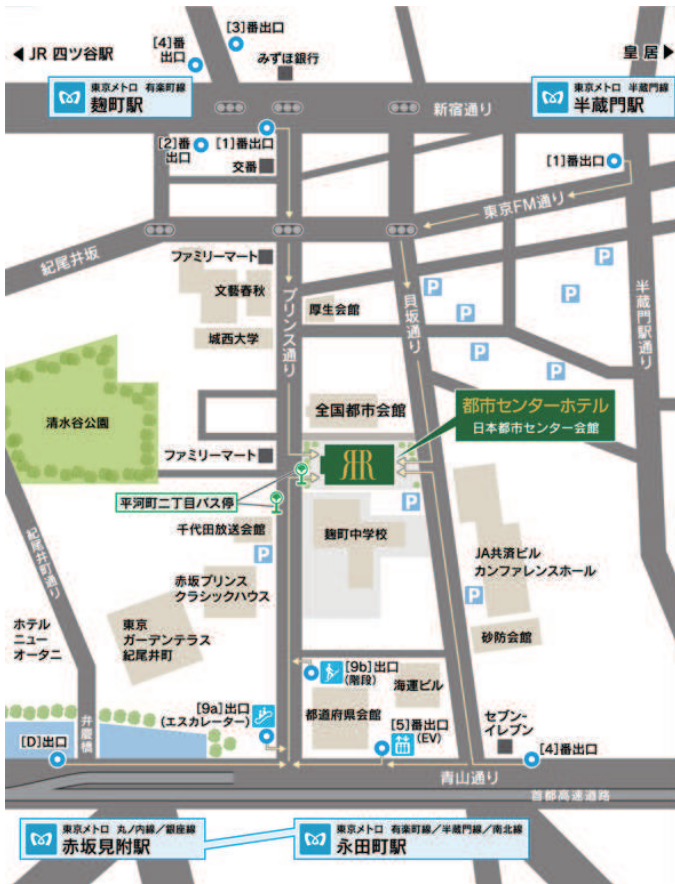 JR 四ツ谷駅
[4]番
出口
[3]番出口
みずほ銀行
皇居
東京メトロ 有楽町線
麹町駅
東京メトロ 半蔵門線
半蔵門駅
新宿通り
[2]番
出口
[1]番出口
交番
[1]番出口
東京FM通り
紀尾井坂
ファミリーマート
文藝春秋
城西大学
プリンス通り
厚生会館
貝坂通り
半蔵門駅通り
P
P
P
P
P
P
清水谷公園
全国都市会館
都市センターホテル
日本都市センター会館
ファミリーマート
RR
平河町二丁目バス停
P
千代田放送会館
P
麹町中学校
JA共済ビル
カンファレンスホール
紀尾井町通り
赤坂プリンス
クラシックハウス
P
ホテル
ニュー
オータニ
東京
ガーデンテラス
紀尾井町
砂防会館
[9b]出口
(階段)
海運ビル
[9a]出口
(エスカレーター)
都道府県会館
[5]番出口
(EV)
セブン-
イレブン
弁慶橋
[D]出口
[4]番出口
青山通り
首都高速道路
東京メトロ 丸ノ内線／銀座線
赤坂見附駅
東京メトロ 有楽町線／半蔵門線／南北線
永田町駅